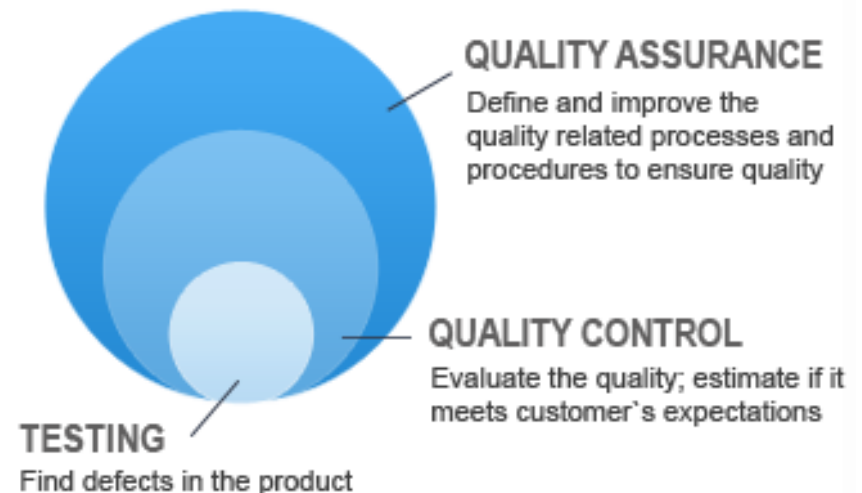 QUALITY ASSURANCE
Define and improve the
quality related processes and
procedures to ensure quality
QUALITY CONTROL
Evaluate the quality; estimate if it
meets customer`s expectations
TESTING
Find defects in the product